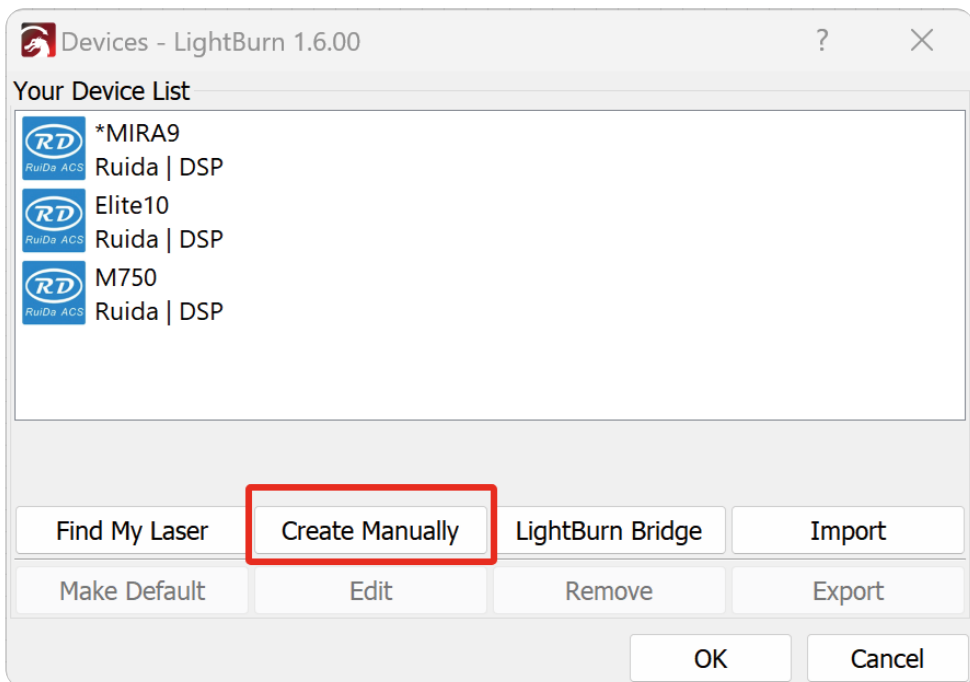 Devices - LightBurn 1.6.00 ?
Your Device List
RD
RuiDa ACS
*MIRA9
Ruida | DSP
RD
RuiDa ACS
Elite10
Ruida | DSP
RD
RuiDa ACS
M750
Ruida | DSP
Find My Laser Create Manually LightBurn Bridge Import
Make Default Edit Remove Export
OK Cancel